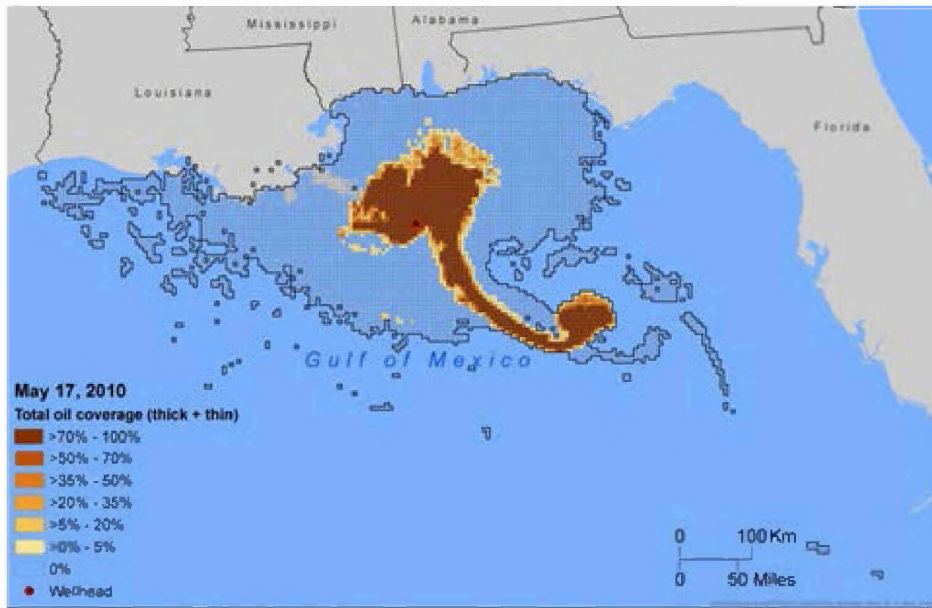 Mississippi
Alabama
Louisiana
Florida
Gulf of Mexico
May 17, 2010
Total oil coverage (thick + thin)
>70% - 100%
>50% - 70%
>35% - 50%
>20% - 35%
>5% - 20%
>0% - 5%
0%
Wellhead
0 100 Km
0 50 Miles